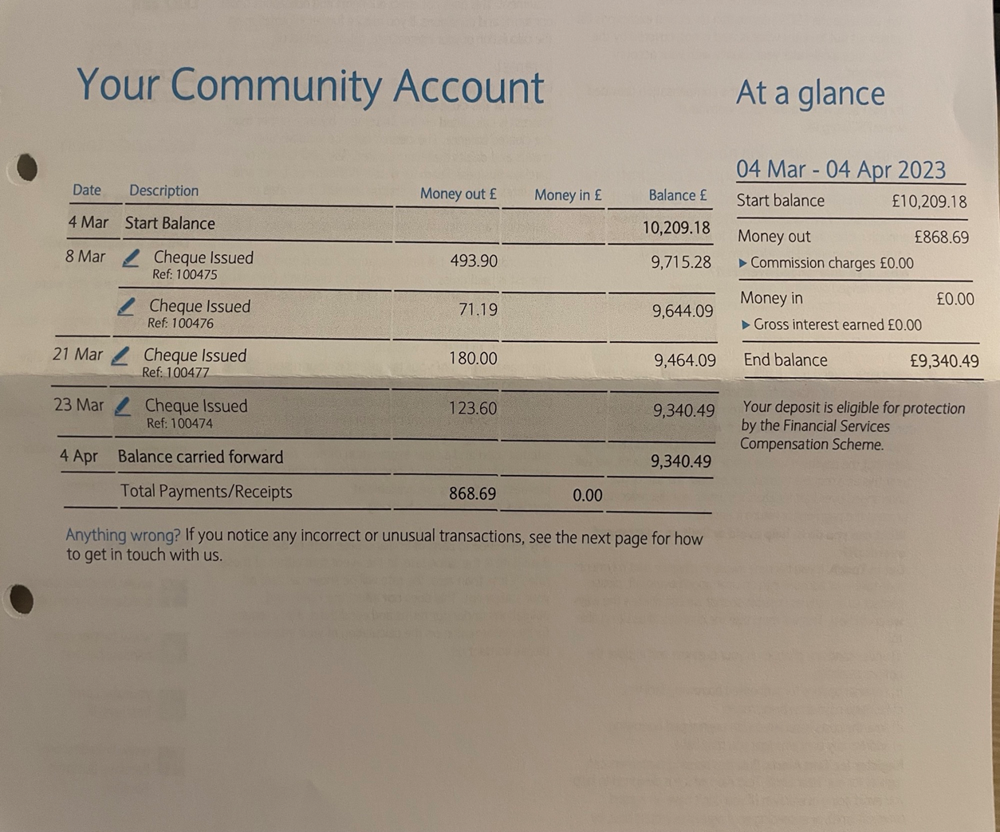 Your Community Account
Date Description Money out £ Money in £ Balance £
4 Mar Start Balance 10,209.18
8 Mar Cheque Issued 493.90 9,715.28
Ref: 100475
Cheque Issued 71.19 9,644.09
Ref: 100476
21 Mar Cheque Issued 180.00 9,464.09
Ref: 100477
23 Mar Cheque Issued 123.60 9,340.49
Ref: 100474
4 Apr Balance carried forward 9,340.49
Total Payments/Receipts 868.69 0.00
Anything wrong? If you notice any incorrect or unusual transactions, see the next page for how
to get in touch with us.
At a glance
04 Mar - 04 Apr 2023
Start balance £10,209.18
Money out £868.69
▶ Commission charges £0.00
Money in £0.00
▶ Gross interest earned £0.00
End balance £9,340.49
Your deposit is eligible for protection
by the Financial Services
Compensation Scheme.